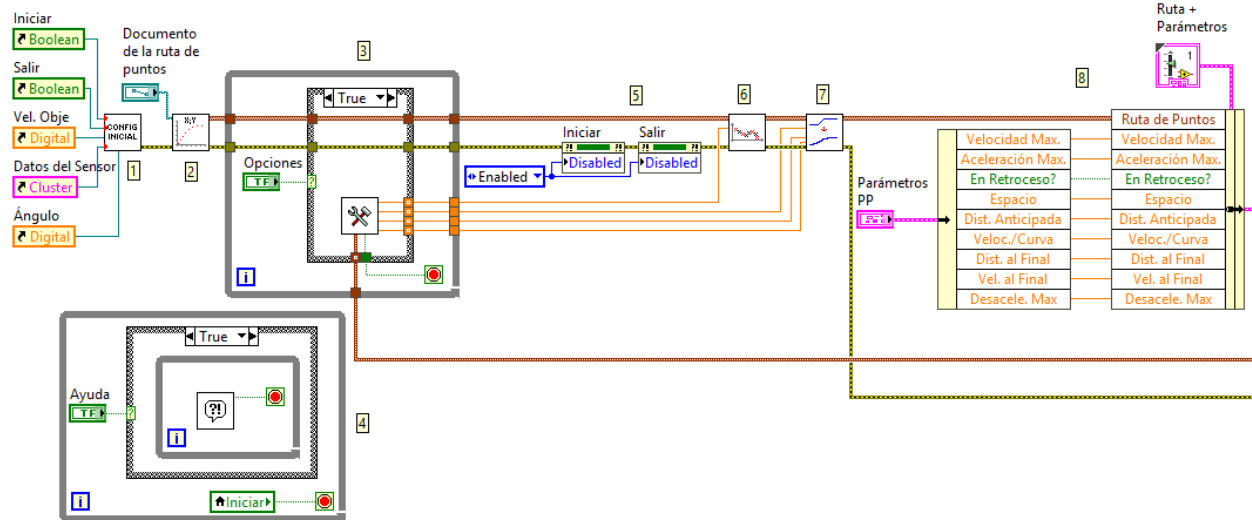 Iniciar
Boolean
Salir
Boolean
Vel. Obje
Digital
Datos del Sensor
Cluster
Ángulo
Digital
Documento
de la ruta de
puntos
CONFIG
INICIAL
1
X,Y
2
3
True
Opciones
TF
?
i
5
Iniciar
Disabled
Salir
Disabled
Enabled
6
7
8
Ruta +
Parámetros
1
Parámetros
PP
Velocidad Max.
Aceleración Max.
En Retroceso?
Espacio
Dist. Anticipada
Veloc./Curva
Dist. al Final
Vel. al Final
Desacele. Max
Ruta de Puntos
Velocidad Max.
Aceleración Max.
En Retroceso?
Espacio
Dist. Anticipada
Veloc./Curva
Dist. al Final
Vel. al Final
Desacele. Max
4
True
Ayuda
TF
?
?!
i
i
Iniciar